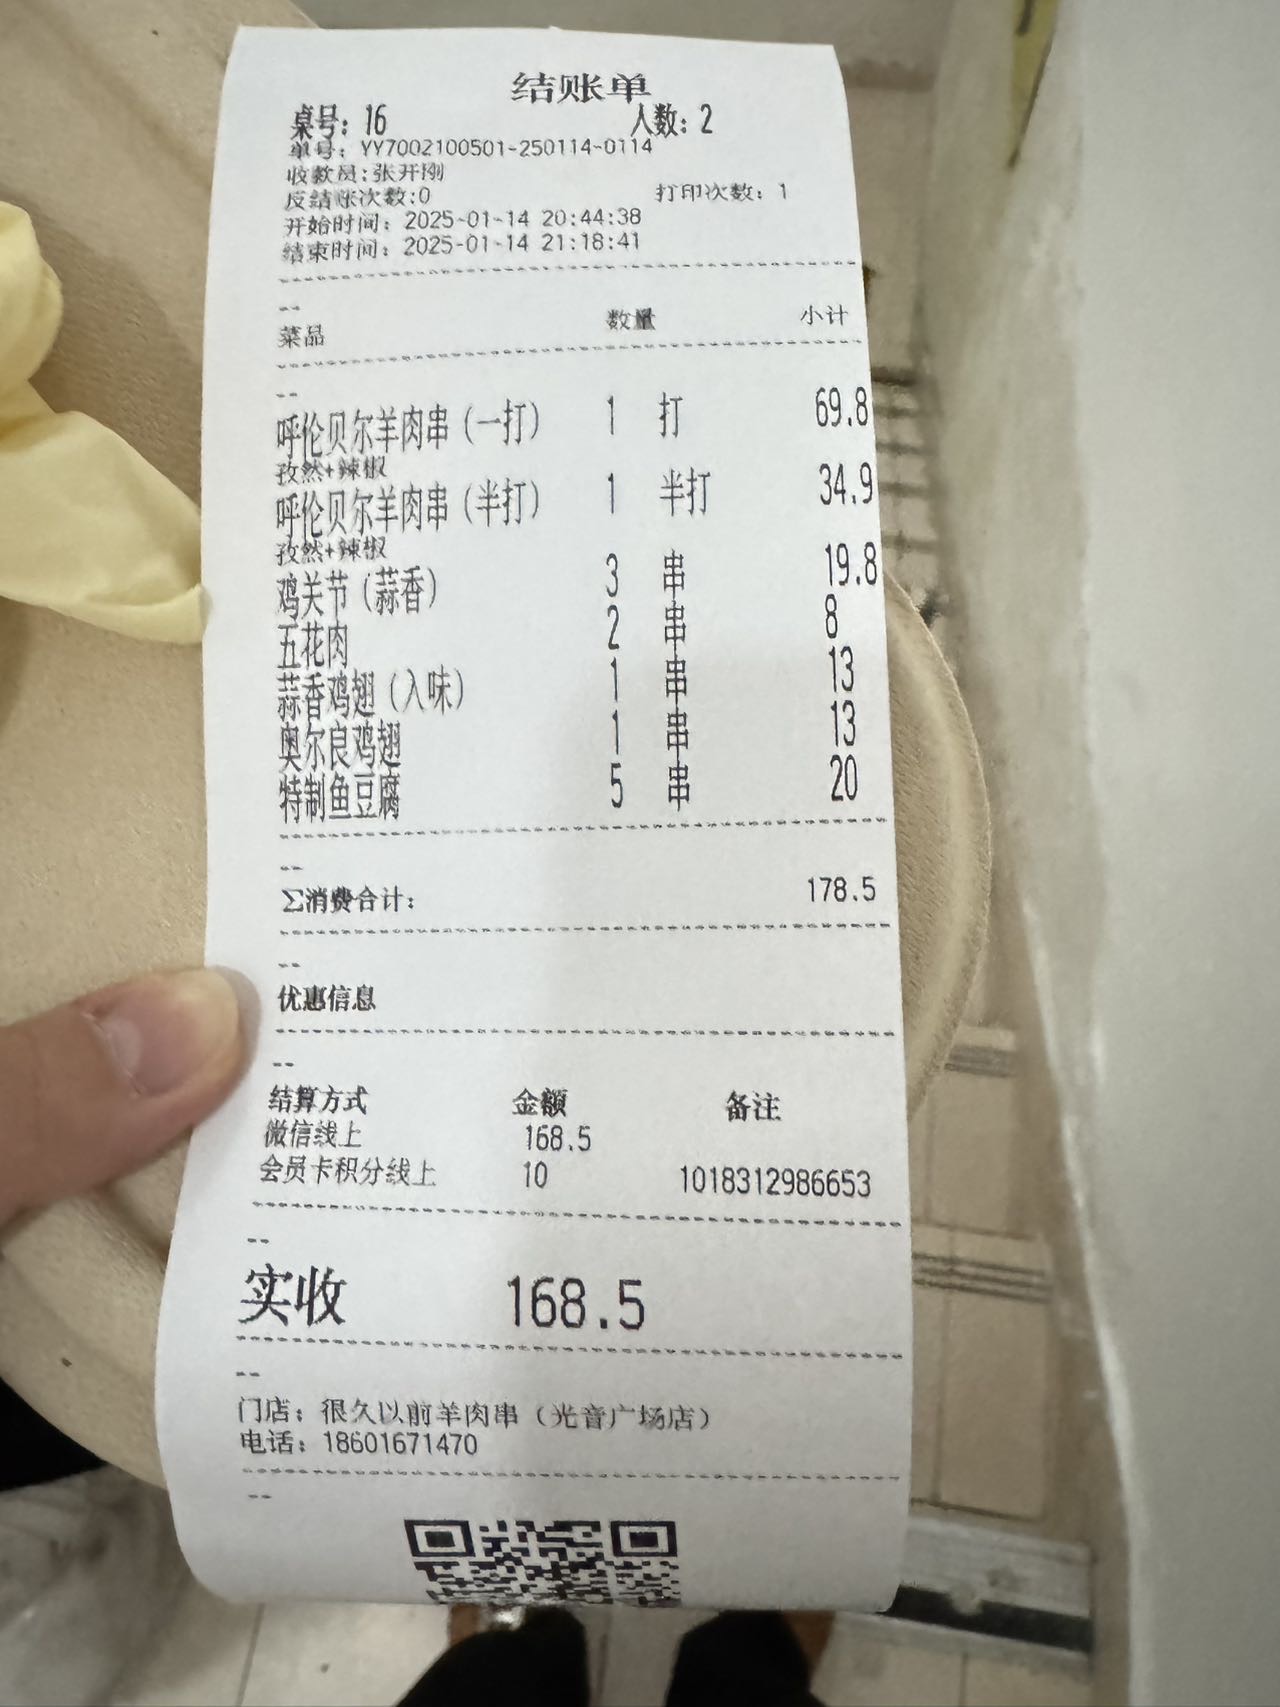 结账单
桌号：16 人数：2
单号：YY7002100501-250114-0114
收款员:张开刚
反结账次数:0 打印次数：1
开始时间：2025-01-14 20:44:38
结束时间：2025-01-14 21:18:41
--
菜品 数量 小计
--
呼伦贝尔羊肉串（一打） 1 打 69.8
孜然+辣椒
呼伦贝尔羊肉串（半打） 1 半打 34.9
孜然+辣椒
鸡关节（蒜香） 3 串 19.8
五花肉 2 串 8
蒜香鸡翅（入味） 1 串 13
奥尔良鸡翅 1 串 13
特制鱼豆腐 5 串 20
--
∑消费合计： 178.5
--
优惠信息
--
结算方式 金额 备注
微信线上 168.5
会员卡积分线上 10 1018312986653
--
实收 168.5
--
门店：很久以前羊肉串（光音广场店）
电话：18601671470
--